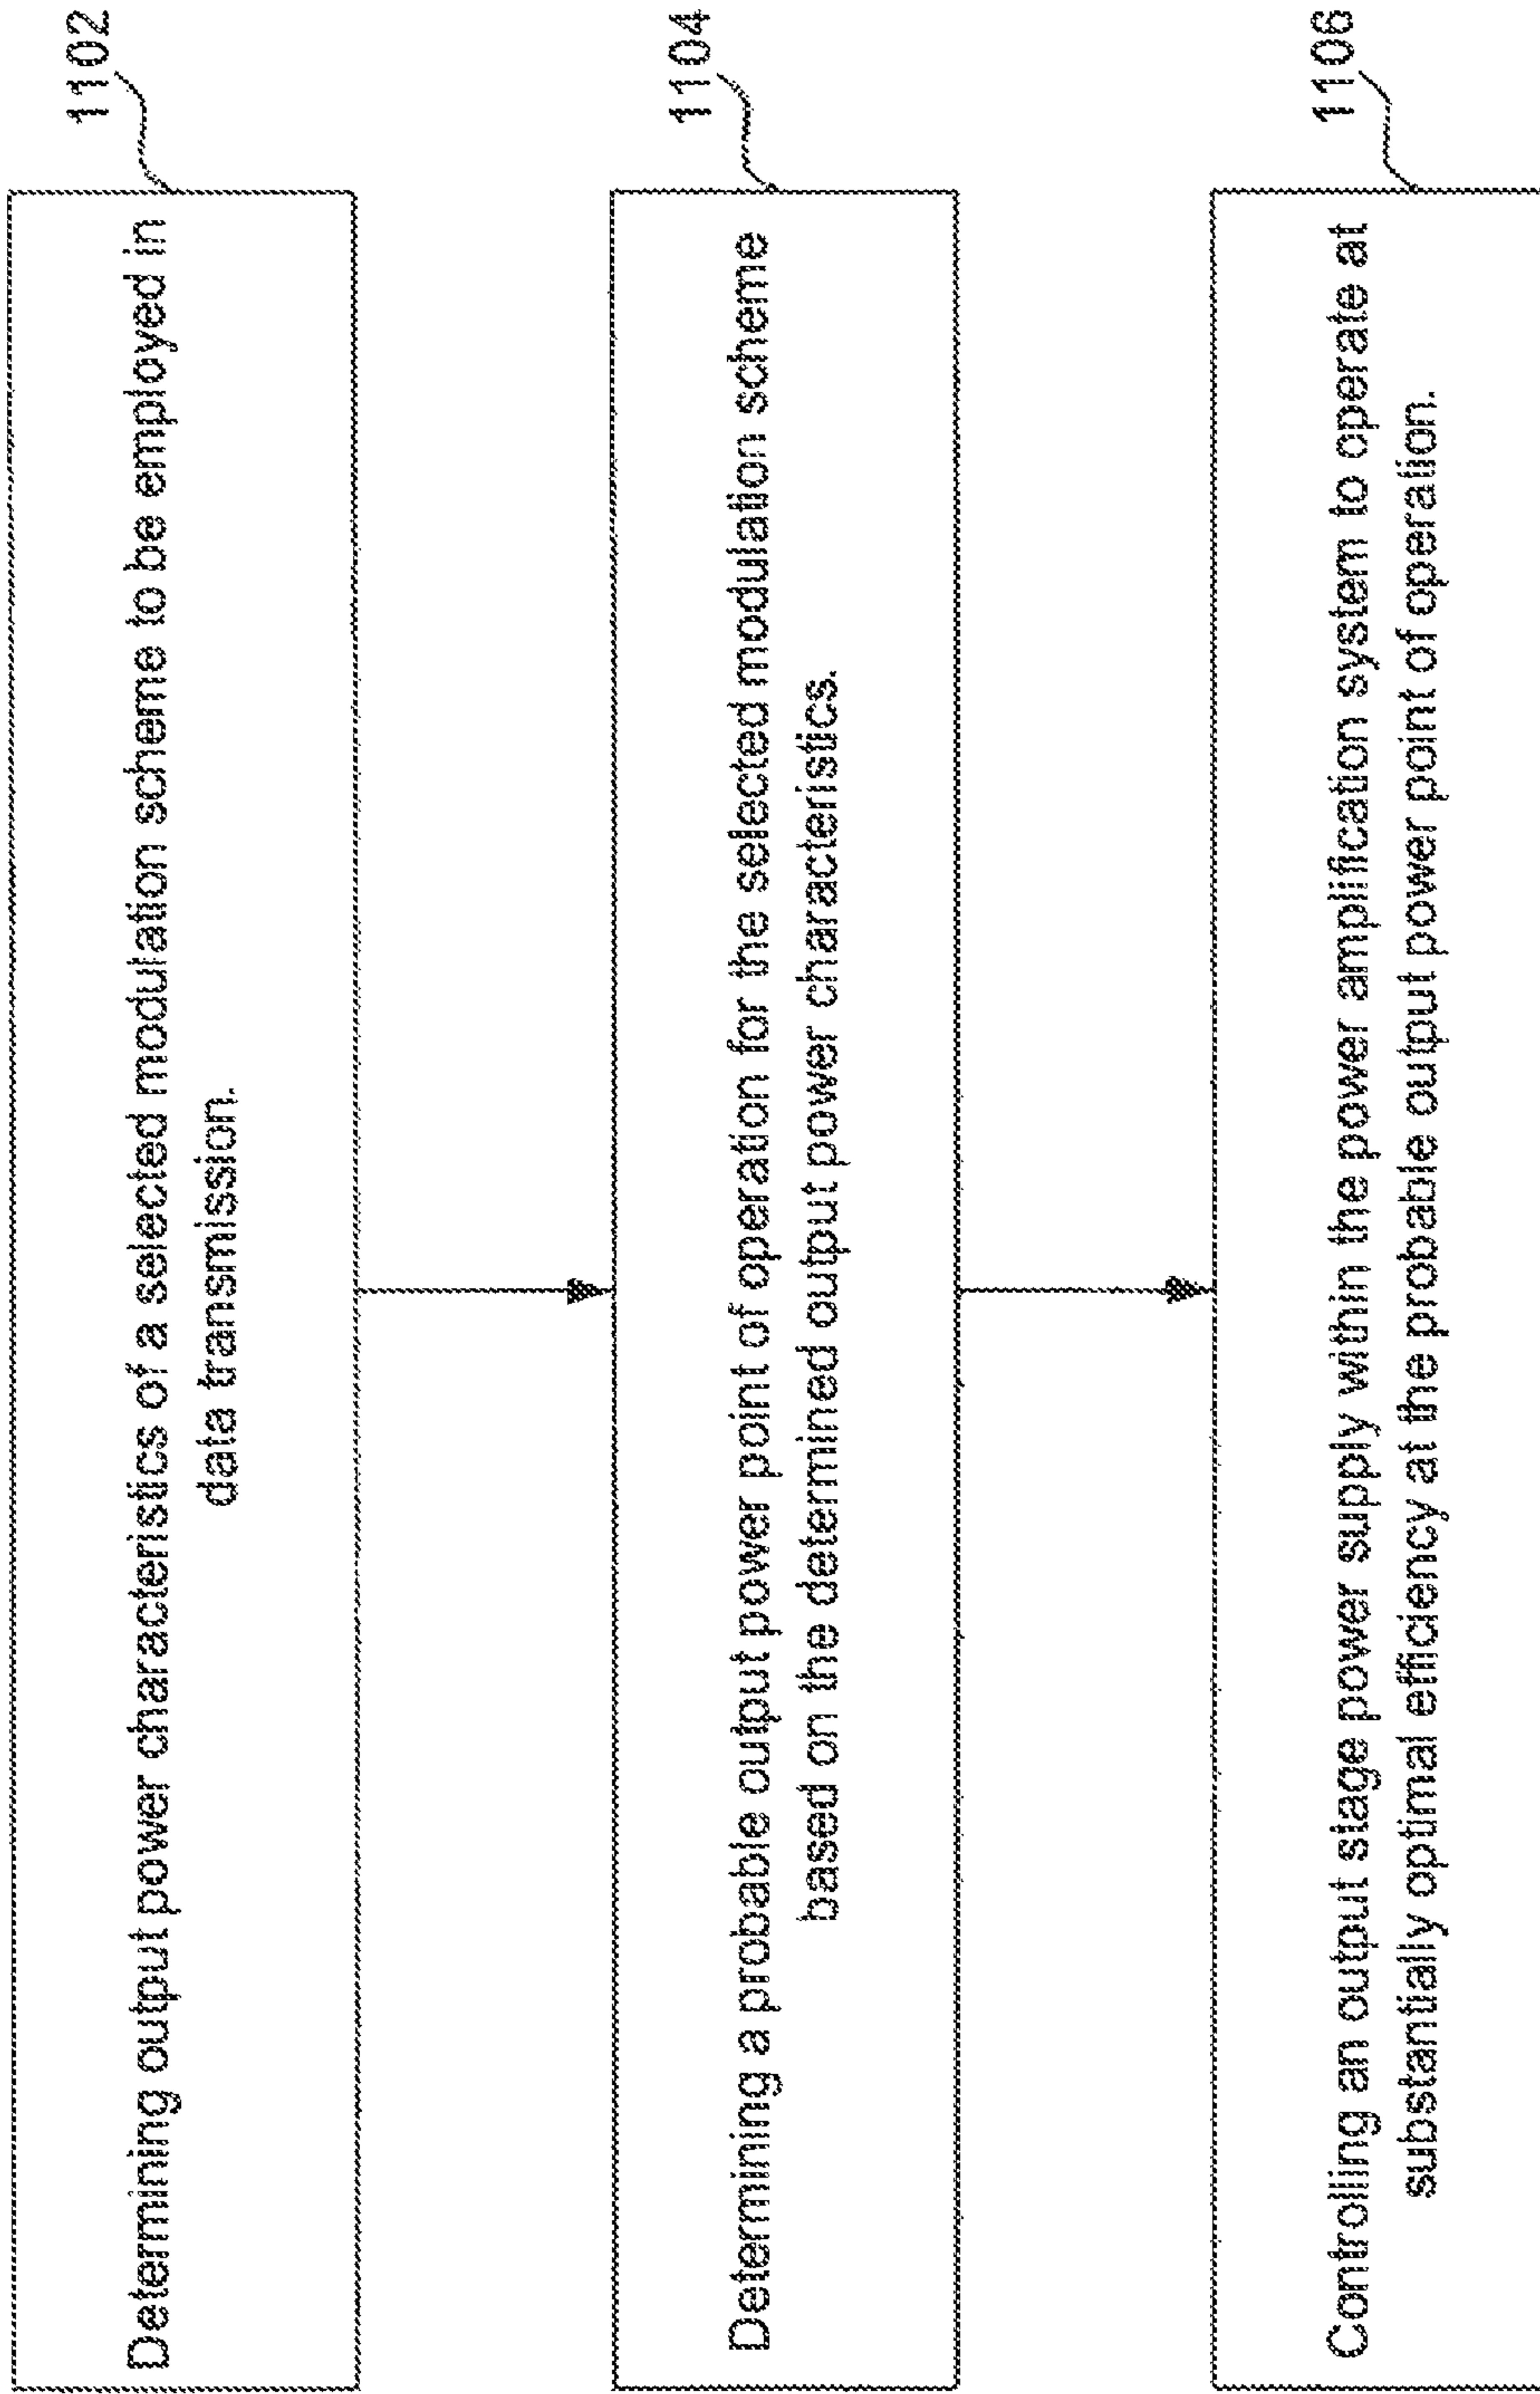 1102
Determining output power characteristics of a selected modulation scheme to be employed in
data transmission.
1104
Determining a probable output power point of operation for the selected modulation scheme
based on the determined output power characteristics.
1106
Controlling an output stage power supply within the power amplification system to operate at
substantially optimal efficiency at the probable output power point of operation.